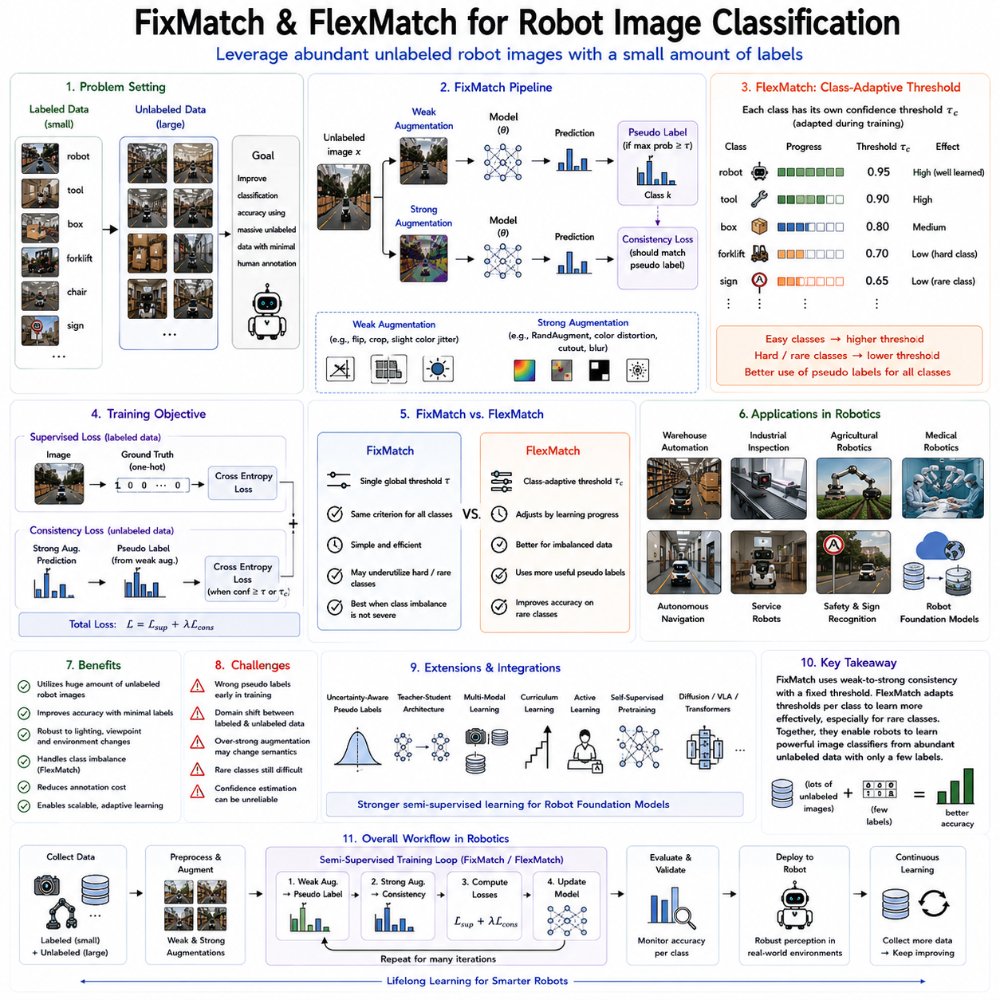 FixMatch & FlexMatch for Robot Image Classification
Leverage abundant unlabeled robot images with a small amount of labels
1. Problem Setting
Labeled Data
(small)
robot
tool
box
forklift
chair
sign
...
Unlabeled Data
(large)
...
Goal
Improve
classification
accuracy using
massive unlabeled
data with minimal
human annotation
2. FixMatch Pipeline
Unlabeled
image x
Weak
Augmentation
Model
(θ)
Prediction
Pseudo Label
(if max prob ≥ τ)
Class k
Strong
Augmentation
Model
(θ)
Prediction
Consistency Loss
(should match
pseudo label)
Weak Augmentation
(e.g., flip, crop, slight color jitter)
Strong Augmentation
(e.g., RandAugment, color distortion,
cutout, blur)
3. FlexMatch: Class-Adaptive Threshold
Each class has its own confidence threshold τc
(adapted during training)
Class Progress Threshold τc Effect
robot 0.95 High (well learned)
tool 0.90 High
box 0.80 Medium
forklift 0.70 Low (hard class)
sign 0.65 Low (rare class)
⋮ ⋮ ⋮ ⋮
Easy classes → higher threshold
Hard / rare classes → lower threshold
Better use of pseudo labels for all classes
4. Training Objective
Supervised Loss (labeled data)
Image
Ground Truth
(one-hot)
1 0 0 ... 0
Cross Entropy
Loss
+
Consistency Loss (unlabeled data)
Strong Aug.
Prediction
Pseudo Label
(from weak aug.)
Cross Entropy
Loss
(when conf ≥ τ or τc)
Total Loss: L = Lsup + λLcons
5. FixMatch vs. FlexMatch
FixMatch
Single global threshold τ
Same criterion for all classes
Simple and efficient
May underutilize hard / rare
classes
Best when class imbalance
is not severe
VS.
FlexMatch
Class-adaptive threshold τc
Adjusts by learning progress
Better for imbalanced data
Uses more useful pseudo labels
Improves accuracy on
rare classes
6. Applications in Robotics
Warehouse
Automation
Industrial
Inspection
Agricultural
Robotics
Medical
Robotics
Autonomous
Navigation
Service
Robots
Safety & Sign
Recognition
Robot
Foundation Models
7. Benefits
Utilizes huge amount of unlabeled
robot images
Improves accuracy with minimal labels
Robust to lighting, viewpoint
and environment changes
Handles class imbalance
(FlexMatch)
Reduces annotation cost
Enables scalable, adaptive learning
8. Challenges
Wrong pseudo labels
early in training
Domain shift between
labeled & unlabeled data
Over-strong augmentation
may change semantics
Rare classes still difficult
Confidence estimation
can be unreliable
9. Extensions & Integrations
Uncertainty-Aware
Pseudo Labels
Teacher-Student
Architecture
Multi-Modal
Learning
Curriculum
Learning
Active
Learning
Self-Supervised
Pretraining
Diffusion / VLA /
Transformers
...
Stronger semi-supervised learning for Robot Foundation Models
10. Key Takeaway
FixMatch uses weak-to-strong consistency
with a fixed threshold. FlexMatch adapts
thresholds per class to learn more
effectively, especially for rare classes.
Together, they enable robots to learn
powerful image classifiers from abundant
unlabeled data with only a few labels.
(lots of
unlabeled
images)
+
(few
labels)
=
better
accuracy
11. Overall Workflow in Robotics
Collect Data
...
Labeled (small)
+ Unlabeled (large)
Preprocess &
Augment
Weak & Strong
Augmentations
Semi-Supervised Training Loop (FixMatch / FlexMatch)
1. Weak Aug.
→ Pseudo Label
2. Strong Aug.
→ Consistency
3. Compute
Losses
Lsup + λLcons
4. Update
Model
Repeat for many iterations
Evaluate &
Validate
Monitor accuracy
per class
Deploy to
Robot
Robust perception in
real-world environments
Continuous
Learning
Collect more data
→ Keep improving
Lifelong Learning for Smarter Robots